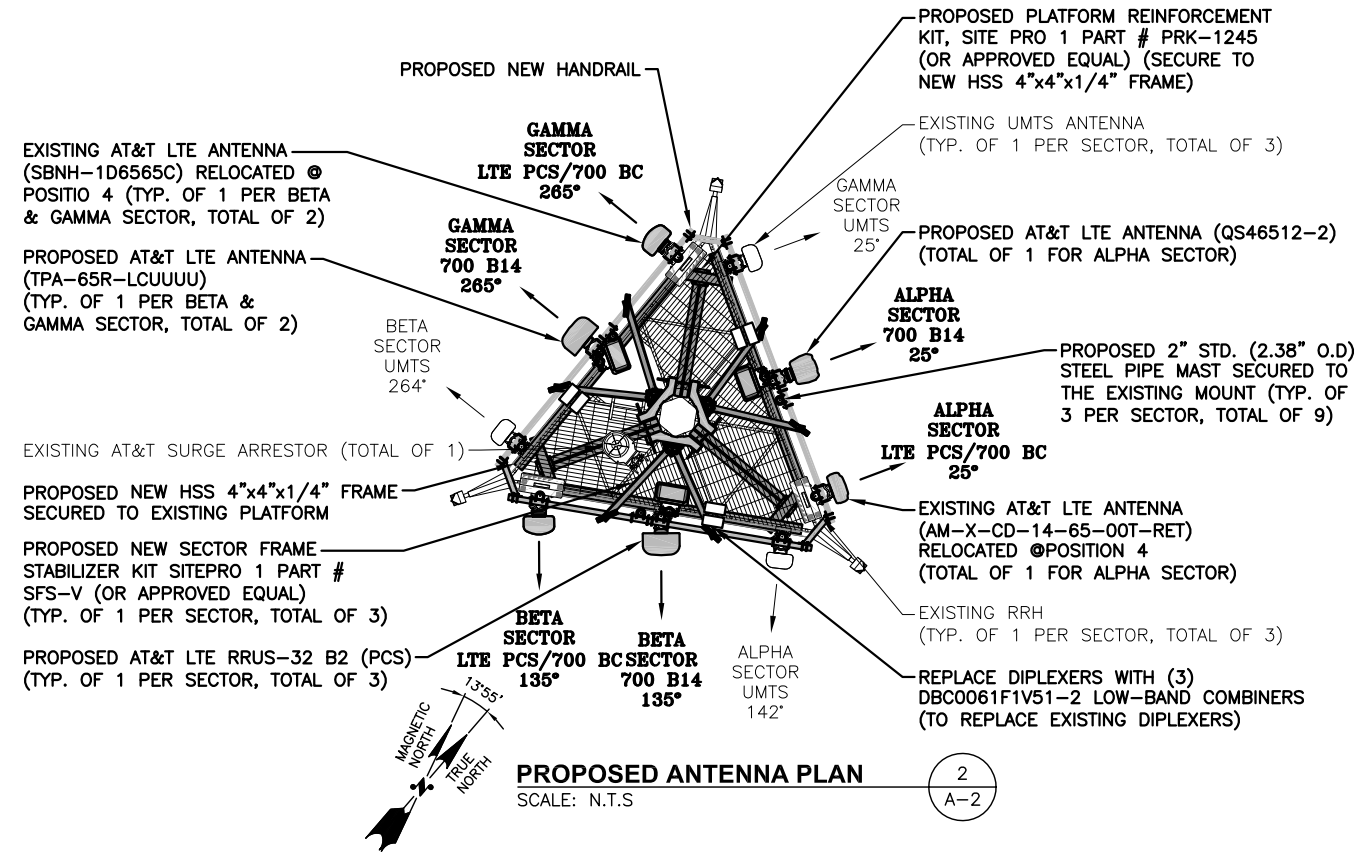 PROPOSED PLATFORM REINFORCEMENT
KIT, SITE PRO 1 PART # PRK-1245
(OR APPROVED EQUAL) (SECURE TO
NEW HSS 4"x4"x1/4" FRAME)
PROPOSED NEW HANDRAIL
EXISTING UMTS ANTENNA
(TYP. OF 1 PER SECTOR, TOTAL OF 3)
GAMMA
SECTOR
LTE PCS/700 BC
265°
EXISTING AT&T LTE ANTENNA
(SBNH-1D6565C) RELOCATED @
POSITIO 4 (TYP. OF 1 PER BETA
& GAMMA SECTOR, TOTAL OF 2)
GAMMA
SECTOR
UMTS
25°
GAMMA
SECTOR
700 B14
265°
PROPOSED AT&T LTE ANTENNA (QS46512-2)
(TOTAL OF 1 FOR ALPHA SECTOR)
PROPOSED AT&T LTE ANTENNA
(TPA-65R-LCUUUU)
(TYP. OF 1 PER BETA &
GAMMA SECTOR, TOTAL OF 2)
ALPHA
SECTOR
700 B14
25°
BETA
SECTOR
UMTS
264°
PROPOSED 2" STD. (2.38" O.D)
STEEL PIPE MAST SECURED TO
THE EXISTING MOUNT (TYP. OF
3 PER SECTOR, TOTAL OF 9)
ALPHA
SECTOR
LTE PCS/700 BC
25°
EXISTING AT&T SURGE ARRESTOR (TOTAL OF 1)
PROPOSED NEW HSS 4"x4"x1/4" FRAME
SECURED TO EXISTING PLATFORM
EXISTING AT&T LTE ANTENNA
(AM-X-CD-14-65-00T-RET)
RELOCATED @POSITION 4
(TOTAL OF 1 FOR ALPHA SECTOR)
PROPOSED NEW SECTOR FRAME
STABILIZER KIT SITEPRO 1 PART #
SFS-V (OR APPROVED EQUAL)
(TYP. OF 1 PER SECTOR, TOTAL OF 3)
EXISTING RRH
(TYP. OF 1 PER SECTOR, TOTAL OF 3)
PROPOSED AT&T LTE RRUS-32 B2 (PCS)
(TYP. OF 1 PER SECTOR, TOTAL OF 3)
BETA
SECTOR
LTE PCS/700 BC
135°
BETA
SECTOR
700 B14
135°
ALPHA
SECTOR
UMTS
142°
REPLACE DIPLEXERS WITH (3)
DBC0061F1V51-2 LOW-BAND COMBINERS
(TO REPLACE EXISTING DIPLEXERS)
13°55'
MAGNETIC
NORTH
TRUE
NORTH
N
PROPOSED ANTENNA PLAN
SCALE: N.T.S
2
A-2